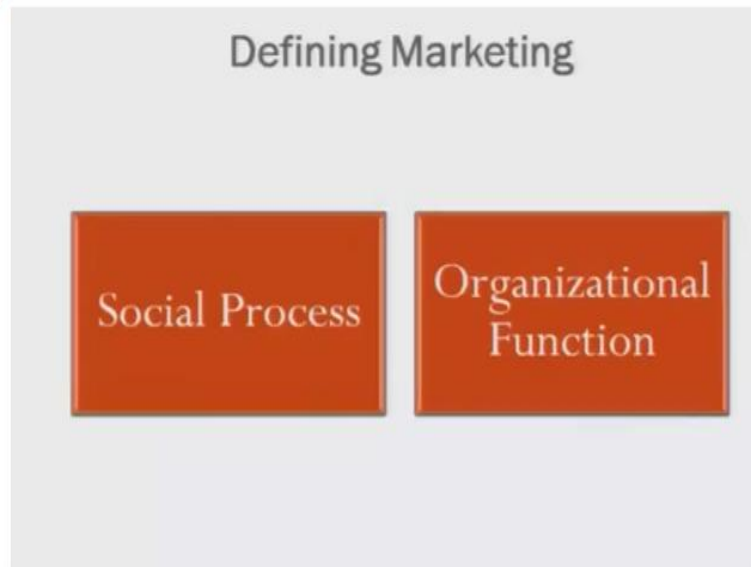 Defining Marketing
Social Process
Organizational
Function